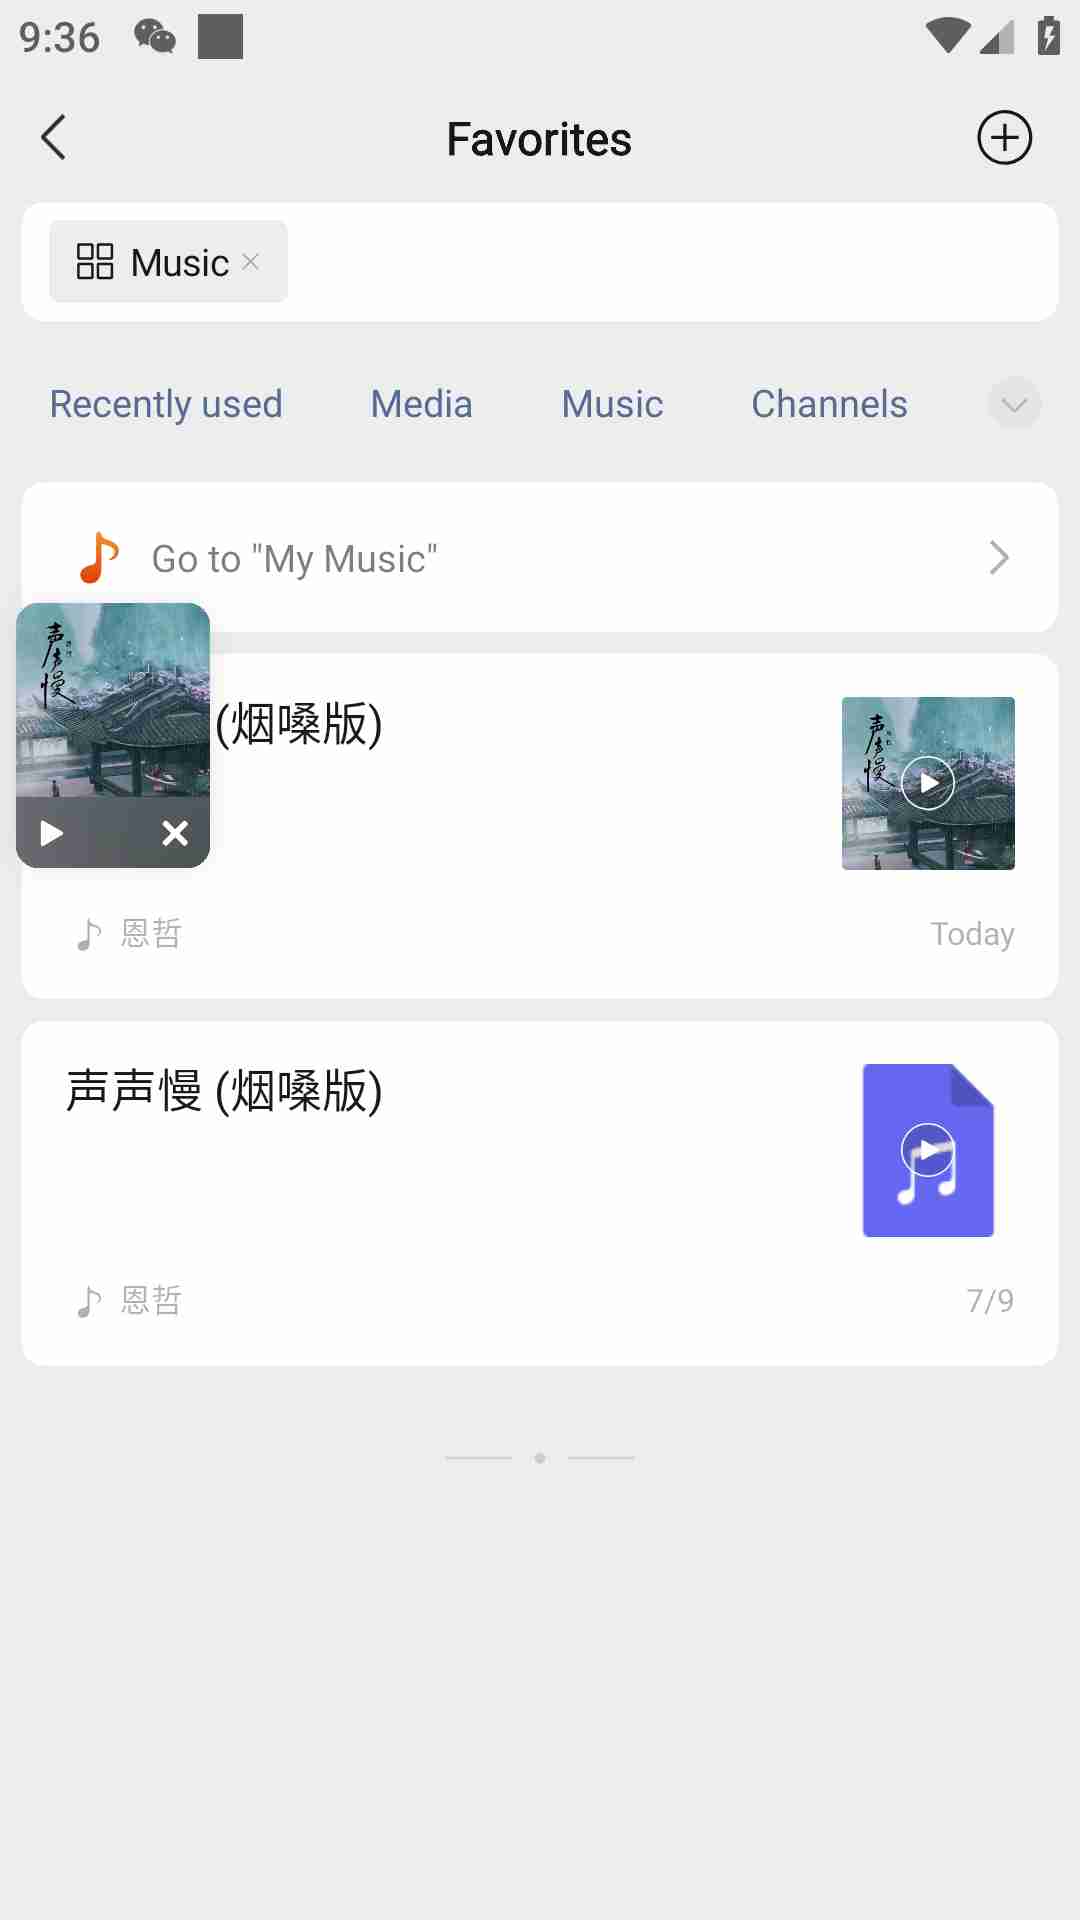 9:36
Favorites
Music
Recently used Media Music Channels
Go to "My Music"
声声慢
(烟嗓版)
声声慢
恩哲 Today
声声慢 (烟嗓版)
恩哲 7/9